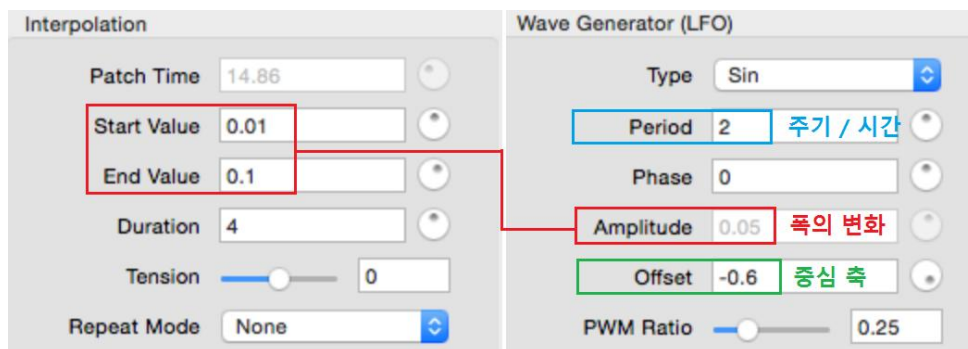 Interpolation
Patch Time 14.86
Start Value 0.01
End Value 0.1
Duration 4
Tension 0
Repeat Mode None
Wave Generator (LFO)
Type Sin
Period 2 주기 / 시간
Phase 0
Amplitude 0.05 폭의 변화
Offset -0.6 중심 축
PWM Ratio 0.25